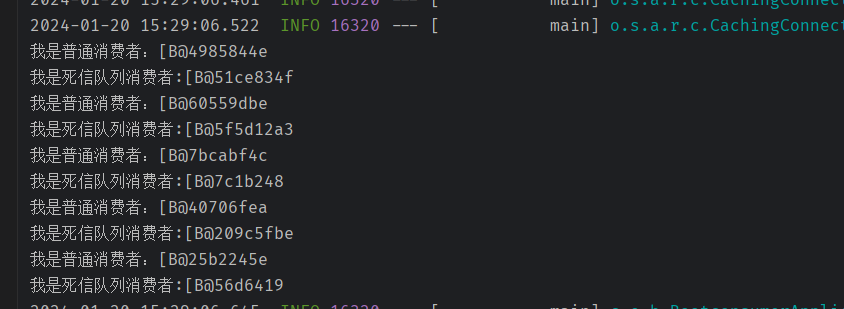 2024-01-20 15:29:06.461 INFO 16320 --- [ main] o.s.a.r.c.CachingConnect
2024-01-20 15:29:06.522 INFO 16320 --- [ main] o.s.a.r.c.CachingConnect
我是普通消费者：[B@4985844e
我是死信队列消费者:[B@51ce834f
我是普通消费者：[B@60559dbe
我是死信队列消费者:[B@5f5d12a3
我是普通消费者：[B@7bcabf4c
我是死信队列消费者:[B@7c1b248
我是普通消费者：[B@40706fea
我是死信队列消费者:[B@209c5fbe
我是普通消费者：[B@25b2245e
我是死信队列消费者:[B@56d6419
2024-01-20 15:29:06.645 INFO 16320 --- [ main]